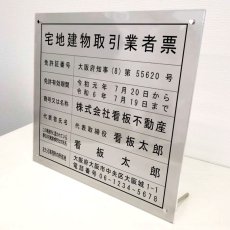 宅地建物取引業者票
免許証番号 大阪府知事 (8) 第 55620 号
免許有効期間 令和 元年 7月20日から
令和 6年 7月19日まで
商号又は名称 株式会社看板不動産
代表者氏名 代表取締役 看板太郎
看板 太郎
主たる事務所の所在地 大阪府大阪市中央区大阪城1-1
電話番号 06-1234-5678